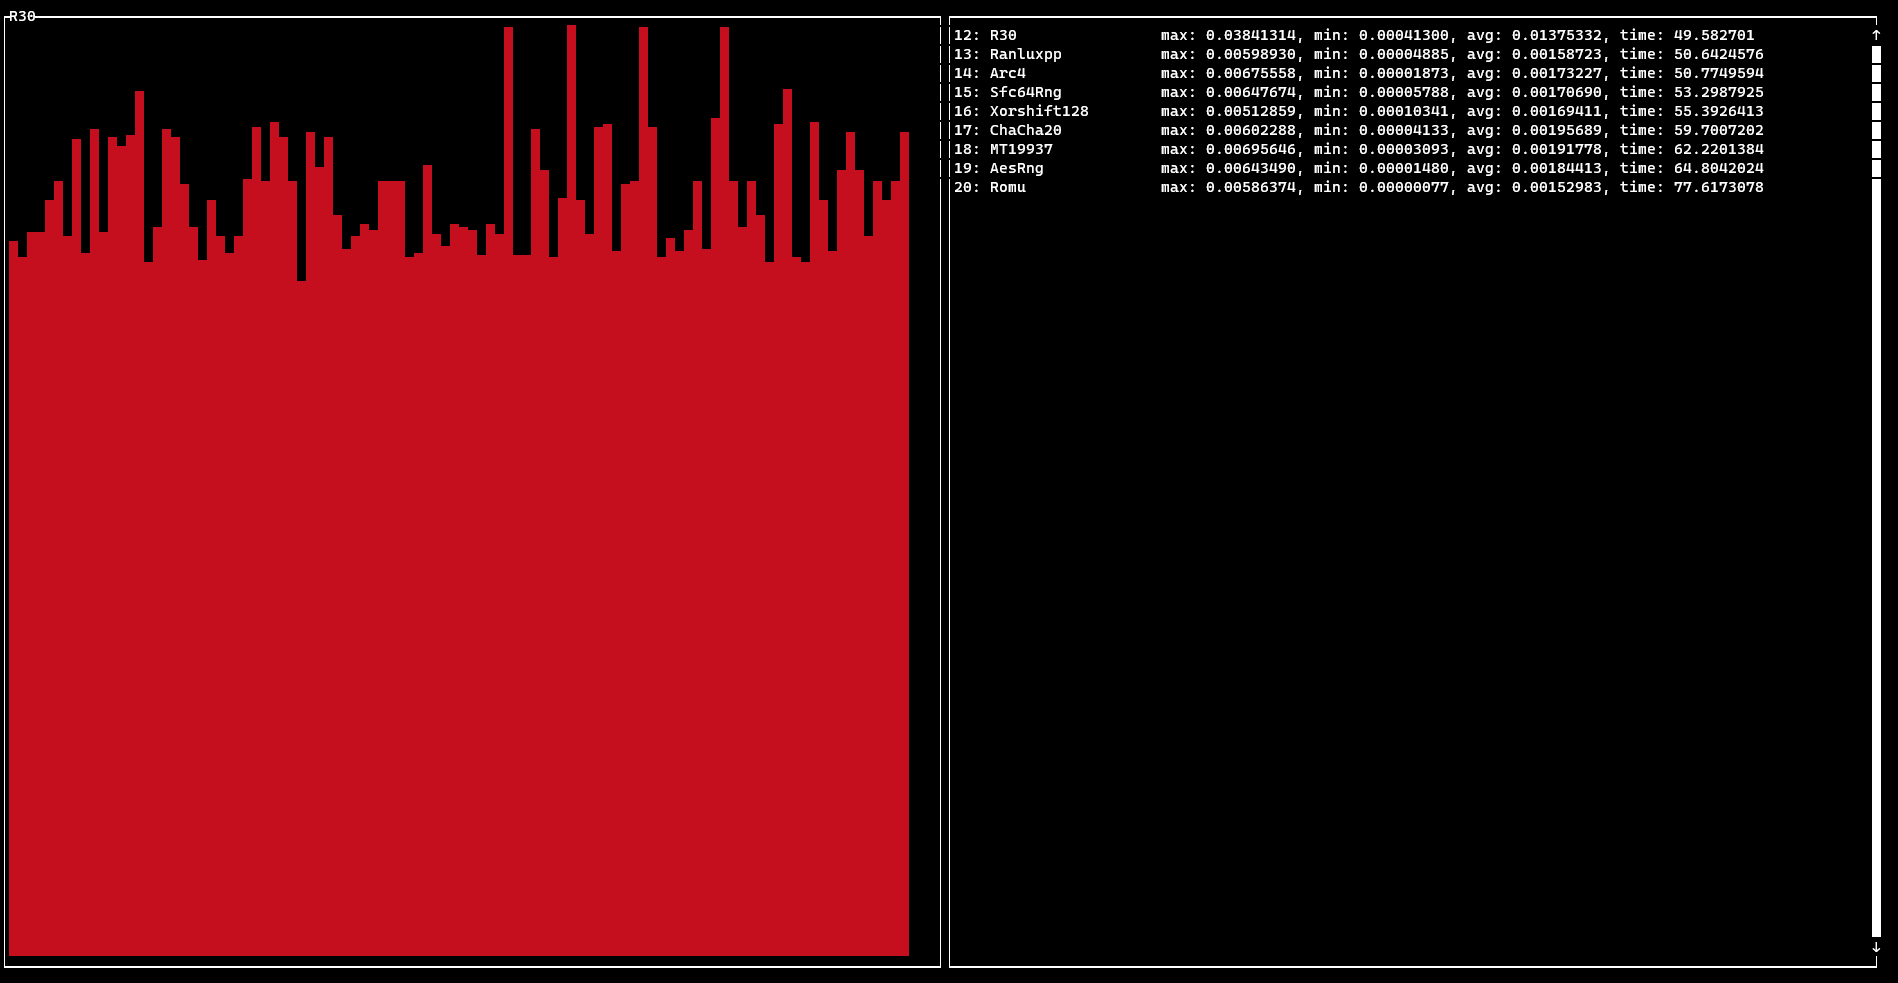 R30
12: R30 max: 0.03841314, min: 0.00041300, avg: 0.01375332, time: 49.582701
13: Ranluxpp max: 0.00598930, min: 0.00004885, avg: 0.00158723, time: 50.6424576
14: Arc4 max: 0.00675558, min: 0.00001873, avg: 0.00173227, time: 50.7749594
15: Sfc64Rng max: 0.00647674, min: 0.00005788, avg: 0.00170690, time: 53.2987925
16: Xorshift128 max: 0.00512859, min: 0.00010341, avg: 0.00169411, time: 55.3926413
17: ChaCha20 max: 0.00602288, min: 0.00004133, avg: 0.00195689, time: 59.7007202
18: MT19937 max: 0.00695646, min: 0.00003093, avg: 0.00191778, time: 62.2201384
19: AesRng max: 0.00643490, min: 0.00001480, avg: 0.00184413, time: 64.8042024
20: Romu max: 0.00586374, min: 0.00000077, avg: 0.00152983, time: 77.6173078